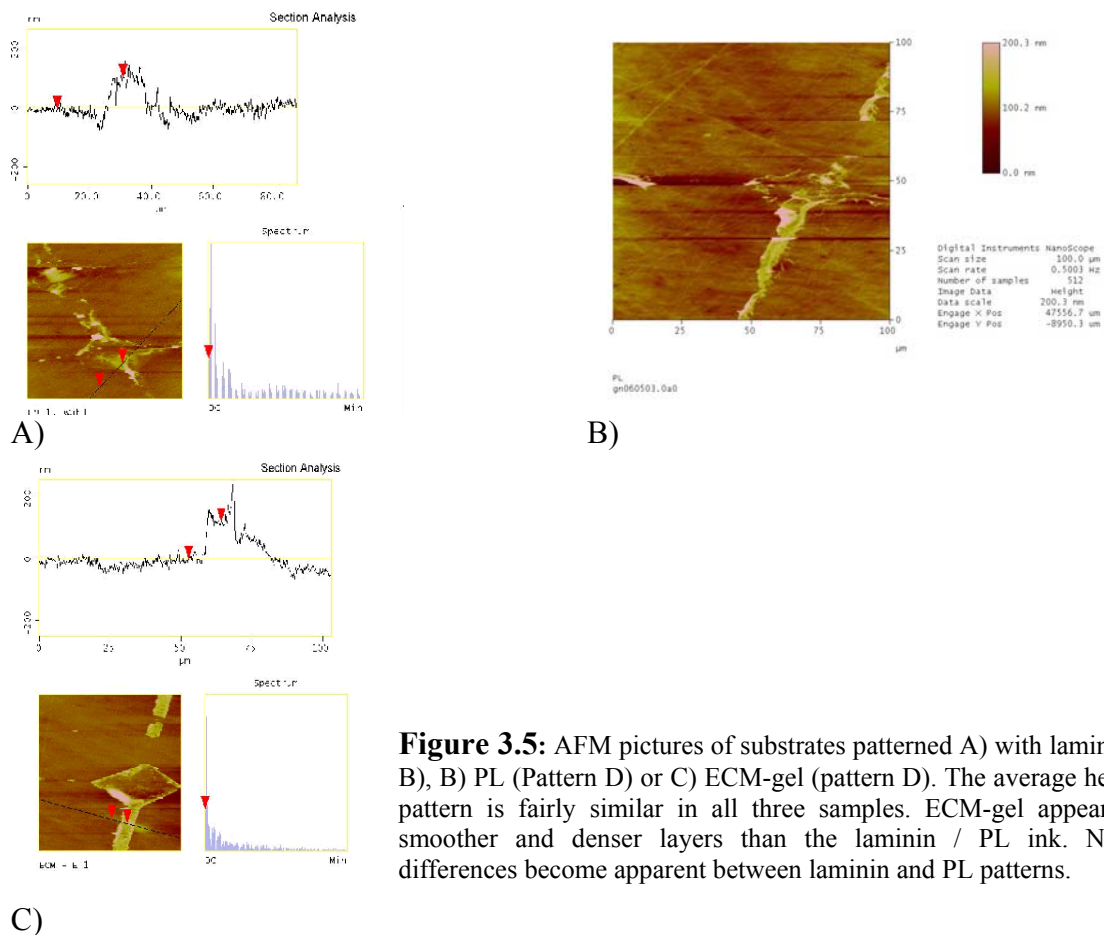 nm
Section Analysis
200
0
-200
0
20.0
40.0
60.0
80.0
Spectrum
DC
Min
A)
100
75
50
25
0
0
25
50
75
100
µm
200.3 nm
100.2 nm
0.0 nm
Digital Instruments NanoScope
Scan size 100.0 µm
Scan rate 0.5003 Hz
Number of samples 512
Image Data Height
Data scale 200.3 nm
Engage X Pos 47556.7 um
Engage Y Pos -8950.3 um
PL
gn060503.0a0
B)
nm
Section Analysis
200
0
-200
0
25
50
75
100
µm
Spectrum
DC
Min
C)
Figure 3.5: AFM pictures of substrates patterned A) with lamin
B), B) PL (Pattern D) or C) ECM-gel (pattern D). The average he
pattern is fairly similar in all three samples. ECM-gel appear
smoother and denser layers than the laminin / PL ink. N
differences become apparent between laminin and PL patterns.